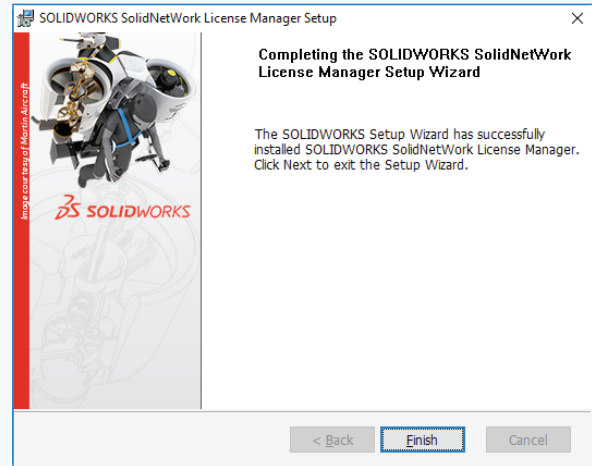 SOLIDWORKS SolidNetWork License Manager Setup
Completing the SOLIDWORKS SolidNetWork
License Manager Setup Wizard
The SOLIDWORKS Setup Wizard has successfully
installed SOLIDWORKS SolidNetWork License Manager.
Click Next to exit the Setup Wizard.
Image courtesy of Martin Aircraft
3S SOLIDWORKS
< Back
Finish
Cancel